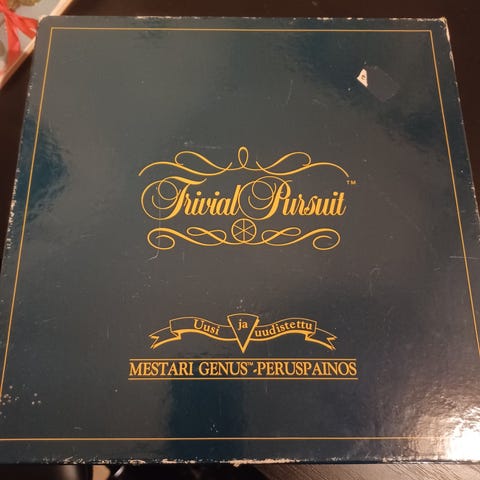 Trivial Pursuit™
Uusi ja uudistettu
MESTARI GENUS™-PERUSPAINOS